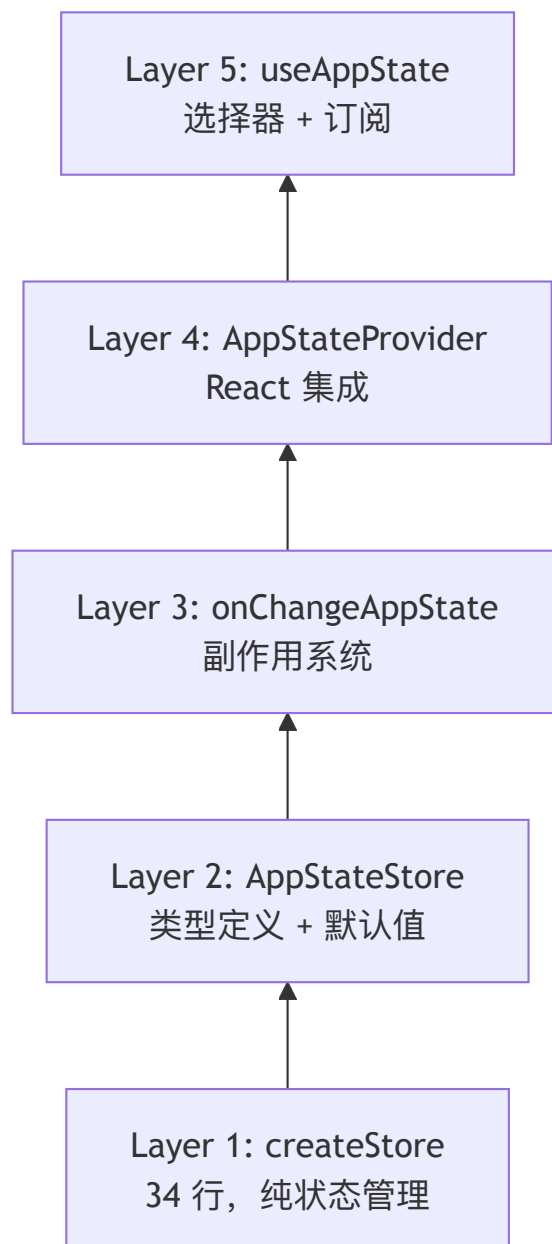 Layer 5: useAppState
选择器 + 订阅
Layer 4: AppStateProvider
React 集成
Layer 3: onChangeAppState
副作用系统
Layer 2: AppStateStore
类型定义 + 默认值
Layer 1: createStore
34 行，纯状态管理